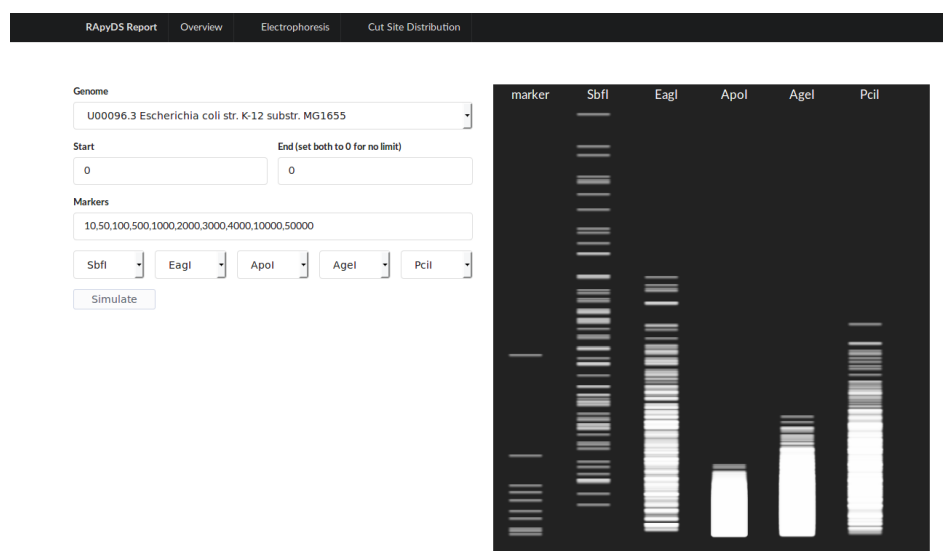 RApyDS Report Overview Electrophoresis Cut Site Distribution
Genome
U00096.3 Escherichia coli str. K-12 substr. MG1655
Start End (set both to 0 for no limit)
0 0
Markers
10,50,100,500,1000,2000,3000,4000,10000,50000
SbfI EagI ApoI AgeI PciI
Simulate
marker SbfI EagI ApoI AgeI PciI